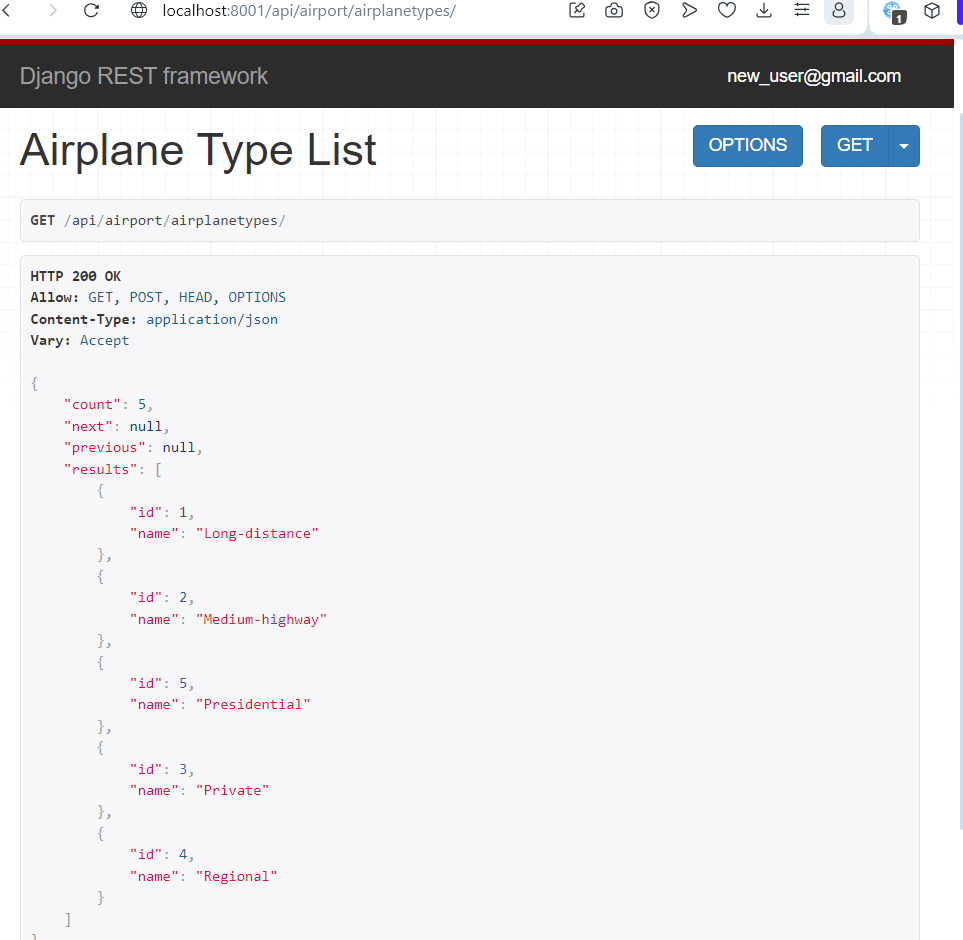 localhost:8001/api/airport/airplanetypes/
1
Django REST framework new_user@gmail.com
Airplane Type List OPTIONS GET
GET /api/airport/airplanetypes/
HTTP 200 OK
Allow: GET, POST, HEAD, OPTIONS
Content-Type: application/json
Vary: Accept
{
    "count": 5,
    "next": null,
    "previous": null,
    "results": [
        {
            "id": 1,
            "name": "Long-distance"
        },
        {
            "id": 2,
            "name": "Medium-highway"
        },
        {
            "id": 5,
            "name": "Presidential"
        },
        {
            "id": 3,
            "name": "Private"
        },
        {
            "id": 4,
            "name": "Regional"
        }
    ]
}